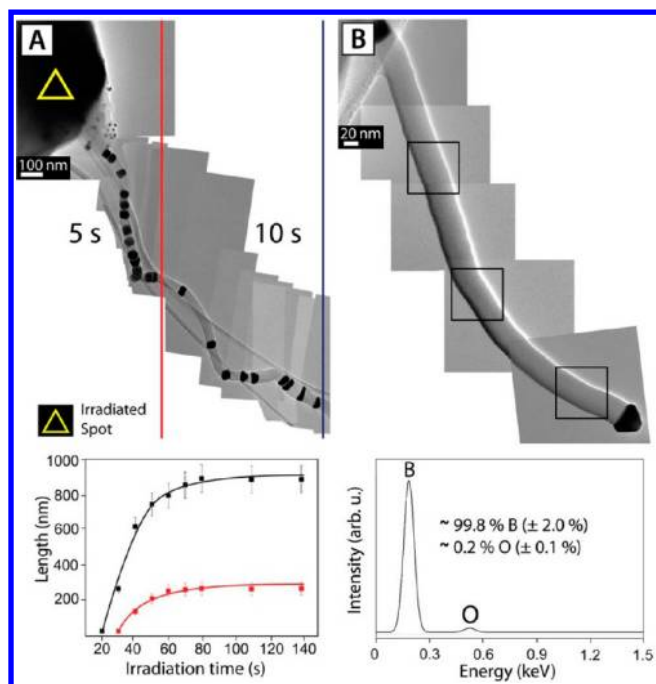 A
B
100 nm
20 nm
5 s
10 s
Irradiated
Spot
1000
800
600
400
200
Length (nm)
20 40 60 80 100 120 140
Irradiation time (s)
Intensity (arb. u.)
B
~ 99.8 % B (± 2.0 %)
~ 0.2 % O (± 0.1 %)
O
0 0.3 0.6 0.9 1.2 1.5
Energy (keV)